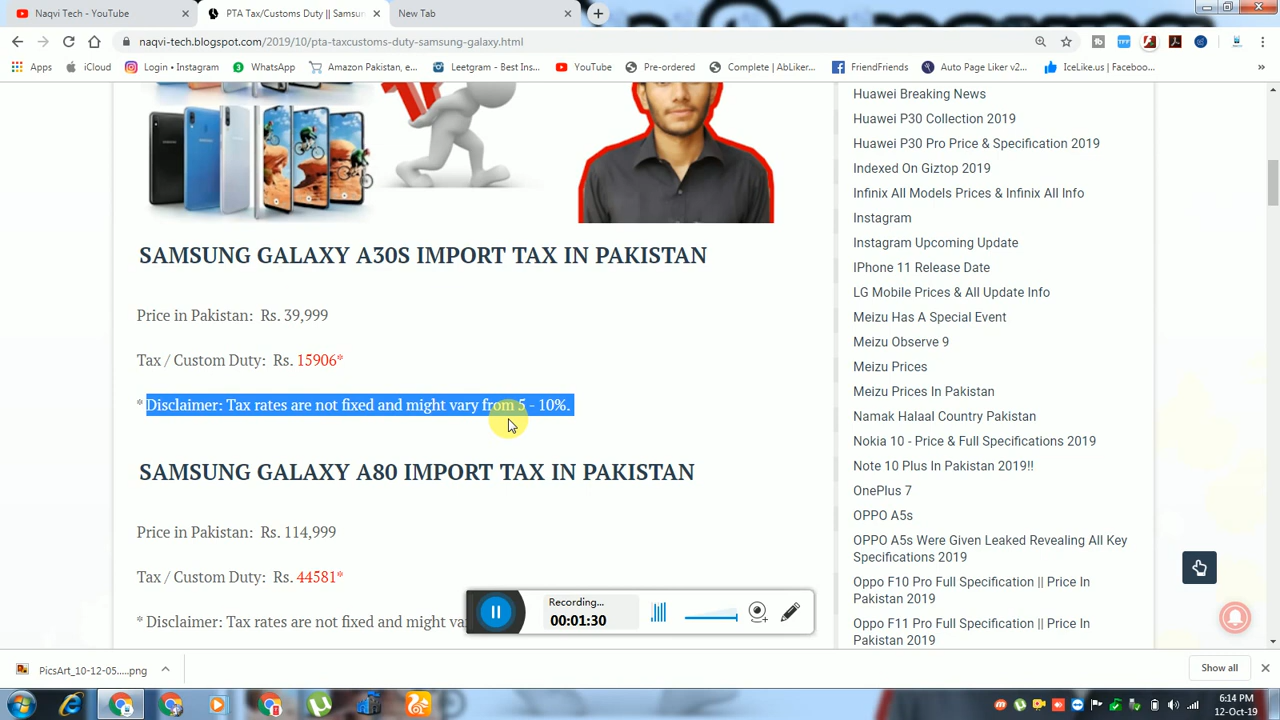 Naqvi Tech - YouTube
PTA Tax/Customs Duty || Samsu
New Tab
naqvi-tech.blogspot.com/2019/10/pta-taxcustoms-duty-samsung-galaxy.html
Apps
iCloud
Login • Instagram
WhatsApp
Amazon Pakistan, e...
Leetgram - Best Ins...
YouTube
Pre-ordered
Complete | AbLiker...
FriendFriends
Auto Page Liker v2...
IceLike.us | Faceboo...
»
SAMSUNG GALAXY A30S IMPORT TAX IN PAKISTAN
Price in Pakistan: Rs. 39,999
Tax / Custom Duty: Rs. 15906*
* Disclaimer: Tax rates are not fixed and might vary from 5 - 10%.
SAMSUNG GALAXY A80 IMPORT TAX IN PAKISTAN
Price in Pakistan: Rs. 114,999
Tax / Custom Duty: Rs. 44581*
* Disclaimer: Tax rates are not fixed and might va
Huawei Breaking News
Huawei P30 Collection 2019
Huawei P30 Pro Price & Specification 2019
Indexed On Giztop 2019
Infinix All Models Prices & Infinix All Info
Instagram
Instagram Upcoming Update
IPhone 11 Release Date
LG Mobile Prices & All Update Info
Meizu Has A Special Event
Meizu Observe 9
Meizu Prices
Meizu Prices In Pakistan
Namak Halaal Country Pakistan
Nokia 10 - Price & Full Specifications 2019
Note 10 Plus In Pakistan 2019!!
OnePlus 7
OPPO A5s
OPPO A5s Were Given Leaked Revealing All Key
Specifications 2019
Oppo F10 Pro Full Specification || Price In
Pakistan 2019
Oppo F11 Pro Full Specification || Price In
Pakistan 2019
Recording...
00:01:30
PicsArt_10-12-05.....png
Show all
6:14 PM
12-Oct-19